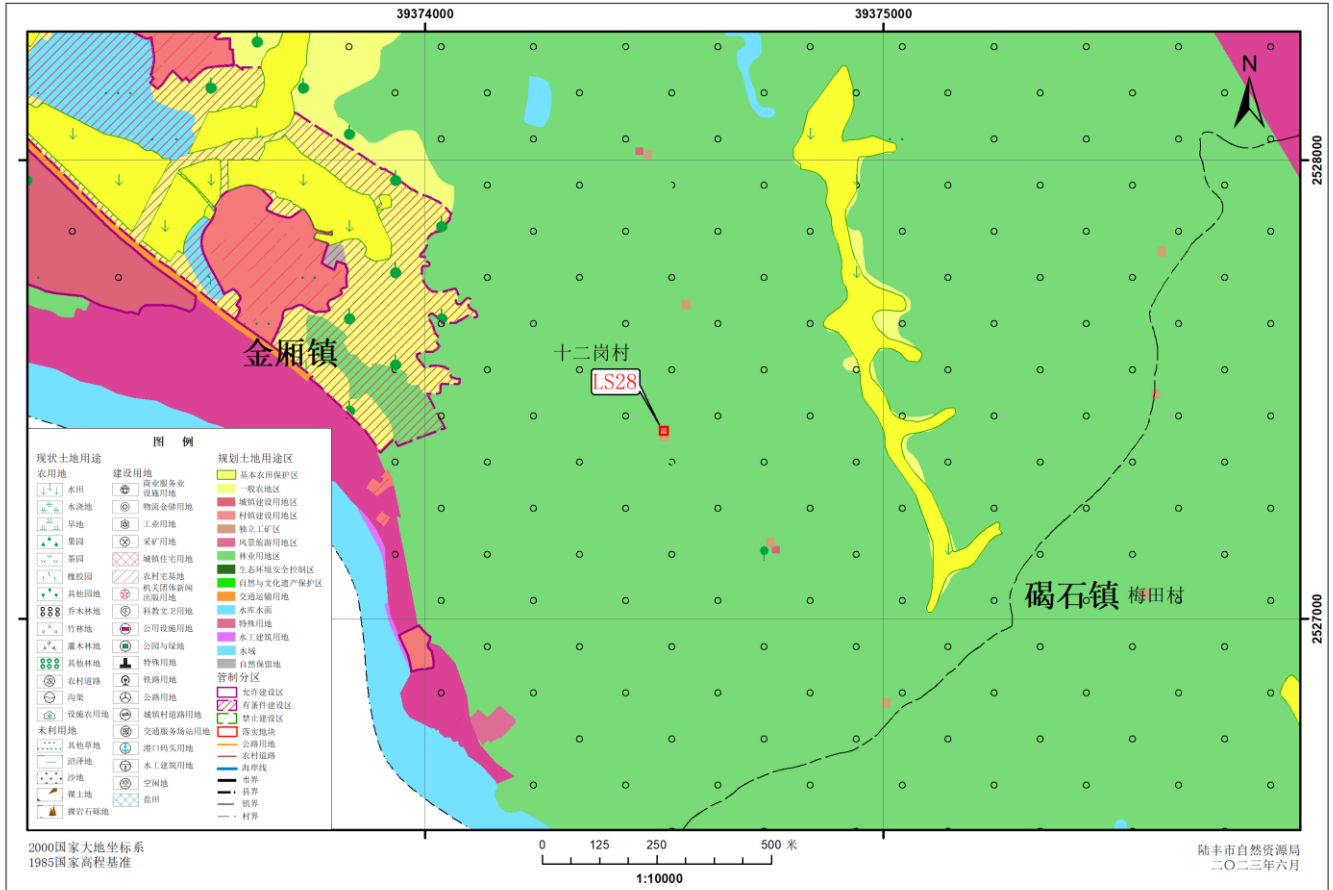 39374000
39375000
N
2528000
金厢镇
十二岗村
LS28
碣石镇
梅田村
2527000
图 例
现状土地用途
农用地
水田
水浇地
旱地
果园
茶园
橡胶园
其他园地
乔木林地
竹林地
灌木林地
其他林地
农村道路
沟渠
设施农用地
未利用地
其他草地
沼泽地
沙地
裸土地
裸岩石砾地
建设用地
商业服务业
设施用地
物流仓储用地
工业用地
采矿用地
城镇住宅用地
农村宅基地
机关团体新闻
出版用地
科教文卫用地
公用设施用地
公园与绿地
特殊用地
铁路用地
公路用地
城镇村道路用地
交通服务场站用地
港口码头用地
水工建筑用地
空闲地
盐田
规划土地用途区
基本农田保护区
一般农地区
城镇建设用地区
村镇建设用地区
独立工矿区
风景旅游用地区
林业用地区
生态环境安全控制区
自然与文化遗产保护区
交通运输用地
水库水面
特殊用地
水工建筑用地
水域
自然保留地
管制分区
允许建设区
有条件建设区
禁止建设区
落实地块
公路用地
农村道路
海岸线
市界
县界
镇界
村界
2000国家大地坐标系
1985国家高程基准
0 125 250 500 米
1:10000
陆丰市自然资源局
二〇二三年六月